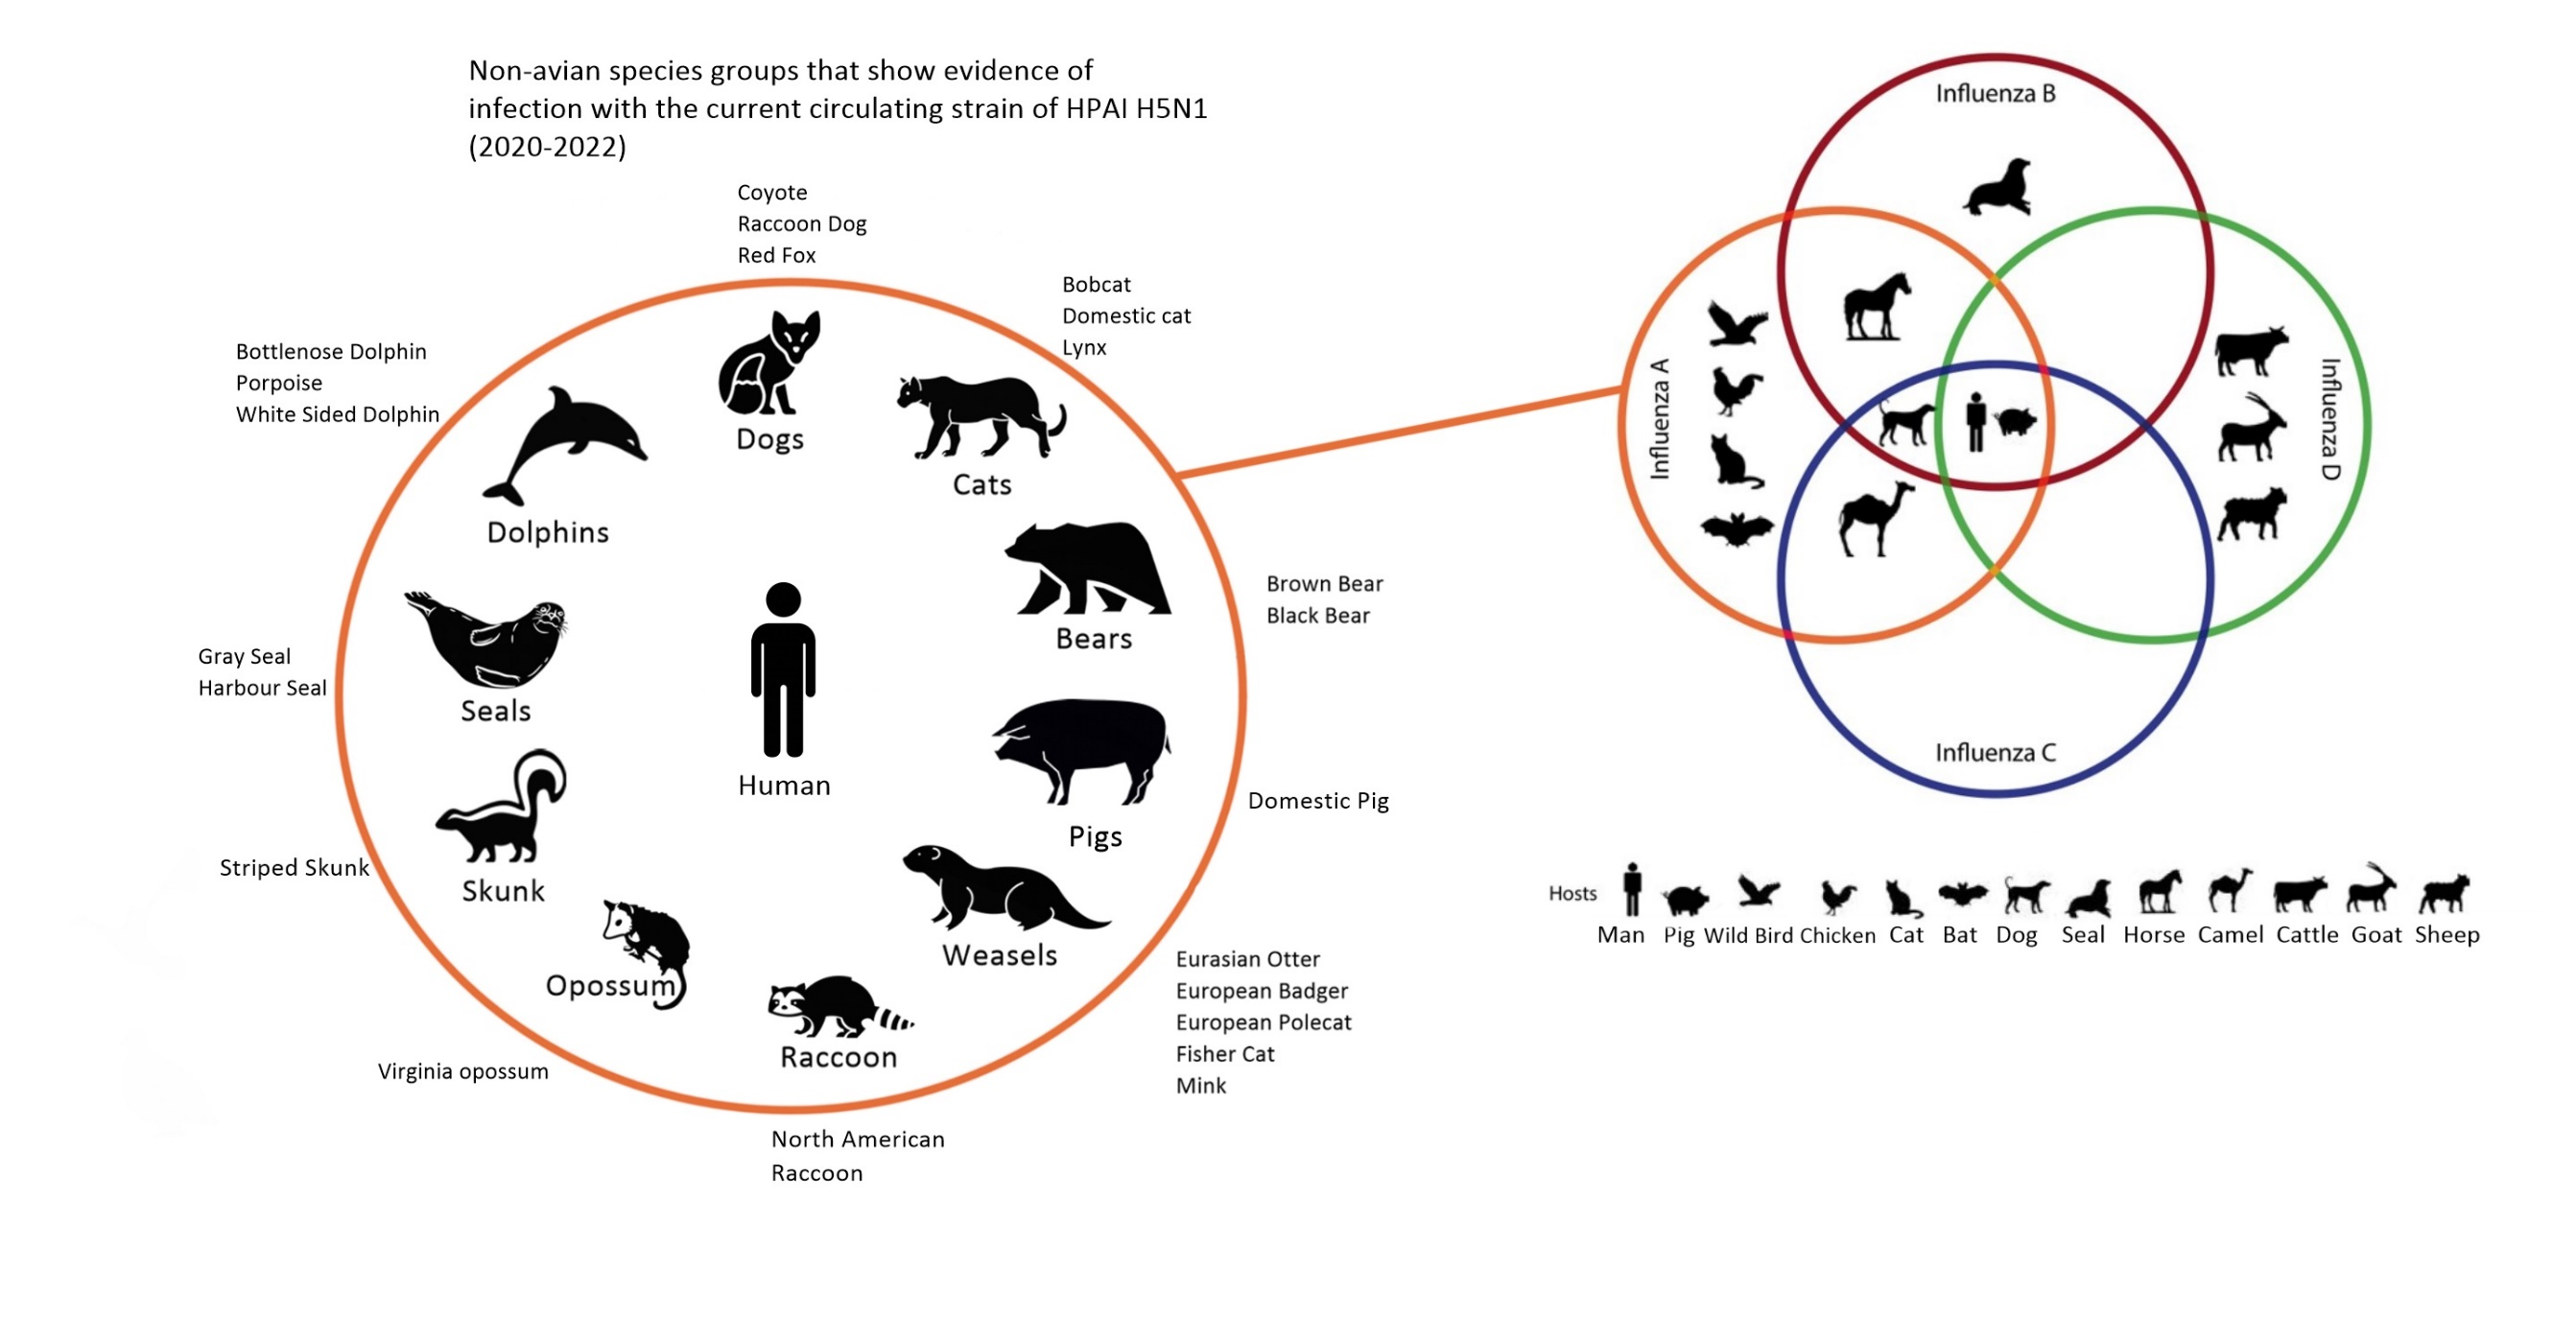 Non-avian species groups that show evidence of
infection with the current circulating strain of HPAI H5N1
(2020-2022)
Coyote
Raccoon Dog
Red Fox
Bobcat
Domestic cat
Lynx
Bottlenose Dolphin
Porpoise
White Sided Dolphin
Dogs
Cats
Dolphins
Brown Bear
Black Bear
Bears
Gray Seal
Harbour Seal
Seals
Human
Domestic Pig
Pigs
Striped Skunk
Skunk
Weasels
Eurasian Otter
European Badger
European Polecat
Fisher Cat
Mink
Opossum
Raccoon
Virginia opossum
North American
Raccoon
Influenza B
Influenza A
Influenza D
Influenza C
Hosts
Man Pig Wild Bird Chicken Cat Bat Dog Seal Horse Camel Cattle Goat Sheep